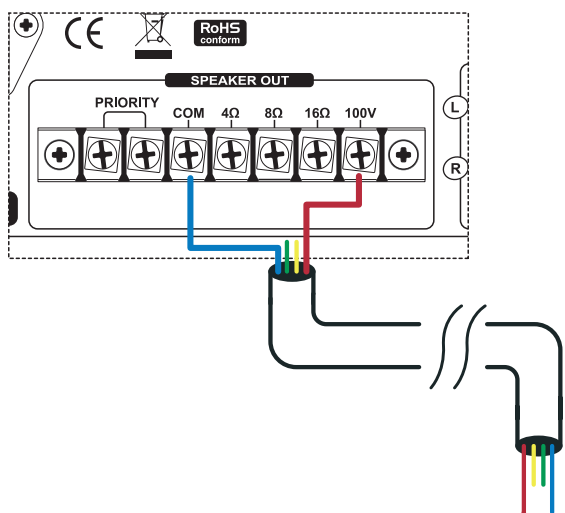 CE
RoHS
conform
SPEAKER OUT
PRIORITY COM 4Ω 8Ω 16Ω 100V
L
R